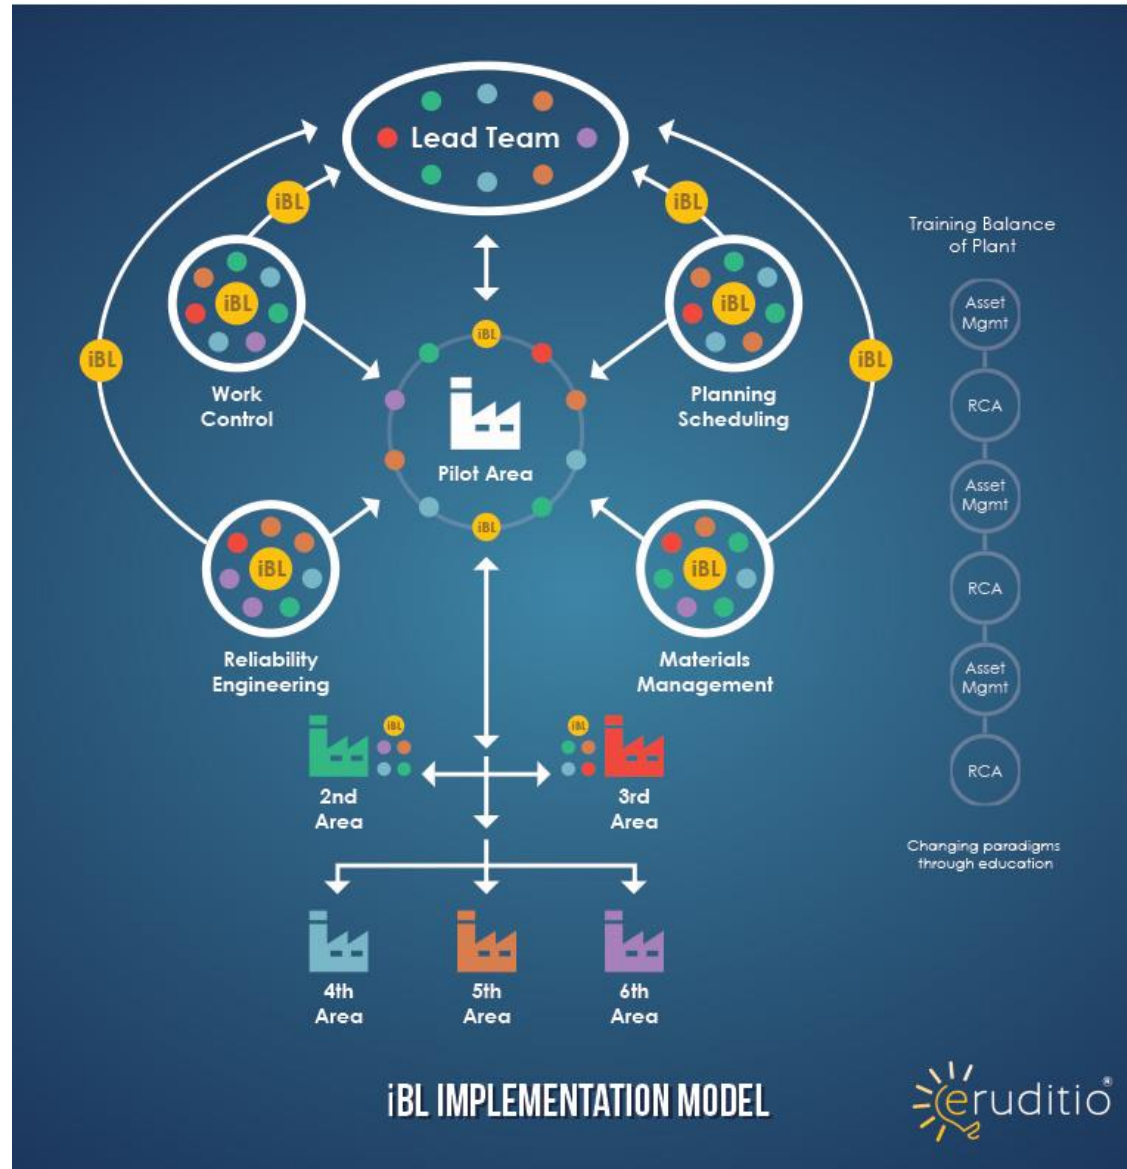 Lead Team
iBL
iBL
iBL
iBL
Work
Control
Planning
Scheduling
iBL
iBL
iBL
Pilot Area
iBL
iBL
iBL
Reliability
Engineering
Materials
Management
iBL
2nd
Area
iBL
3rd
Area
4th
Area
5th
Area
6th
Area
Training Balance
of Plant
Asset
Mgmt
RCA
Asset
Mgmt
RCA
Asset
Mgmt
RCA
Changing paradigms
through education
iBL IMPLEMENTATION MODEL
eruditio®